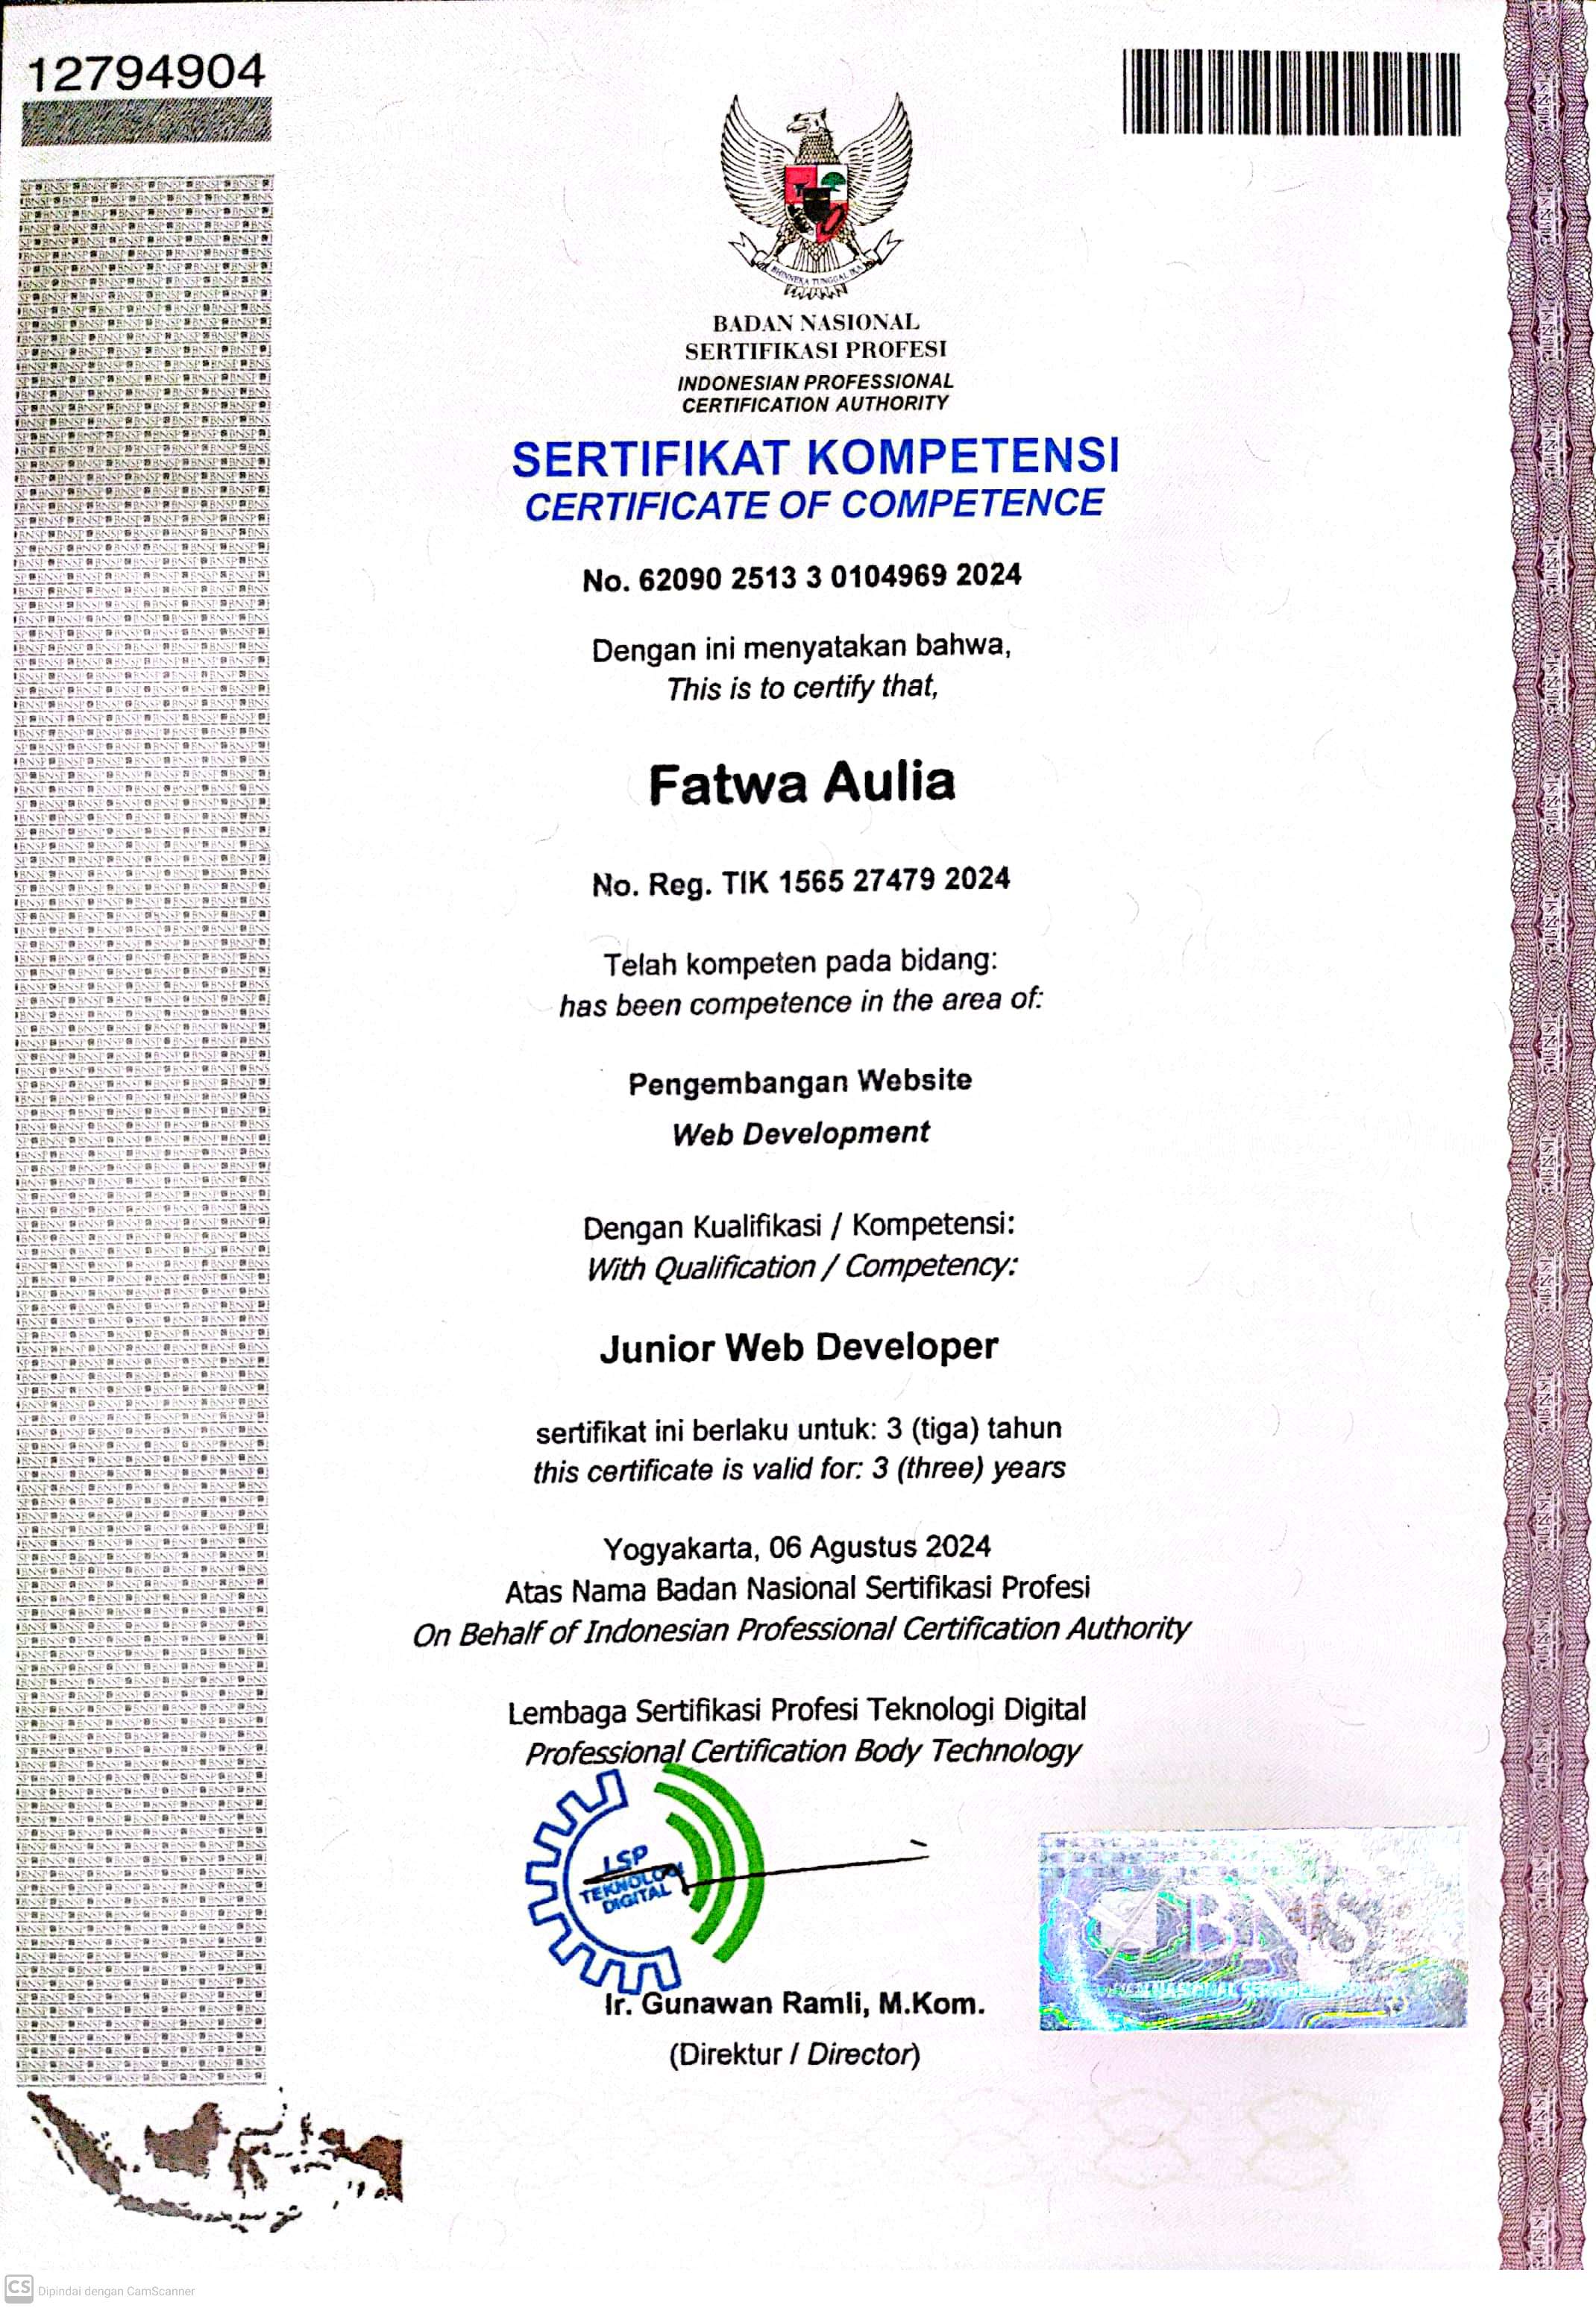 12794904
BHINNEKA TUNGGAL IKA
BADAN NASIONAL
SERTIFIKASI PROFESI
INDONESIAN PROFESSIONAL
CERTIFICATION AUTHORITY
SERTIFIKAT KOMPETENSI
CERTIFICATE OF COMPETENCE
No. 62090 2513 3 0104969 2024
Dengan ini menyatakan bahwa,
This is to certify that,
Fatwa Aulia
No. Reg. TIK 1565 27479 2024
Telah kompeten pada bidang:
has been competence in the area of:
Pengembangan Website
Web Development
Dengan Kualifikasi / Kompetensi:
With Qualification / Competency:
Junior Web Developer
sertifikat ini berlaku untuk: 3 (tiga) tahun
this certificate is valid for: 3 (three) years
Yogyakarta, 06 Agustus 2024
Atas Nama Badan Nasional Sertifikasi Profesi
On Behalf of Indonesian Professional Certification Authority
Lembaga Sertifikasi Profesi Teknologi Digital
Professional Certification Body Technology
LSP
TEKNOLOGI
DIGITAL
BNSP
Ir. Gunawan Ramli, M.Kom.
(Direktur / Director)
CS Dipindai dengan CamScanner